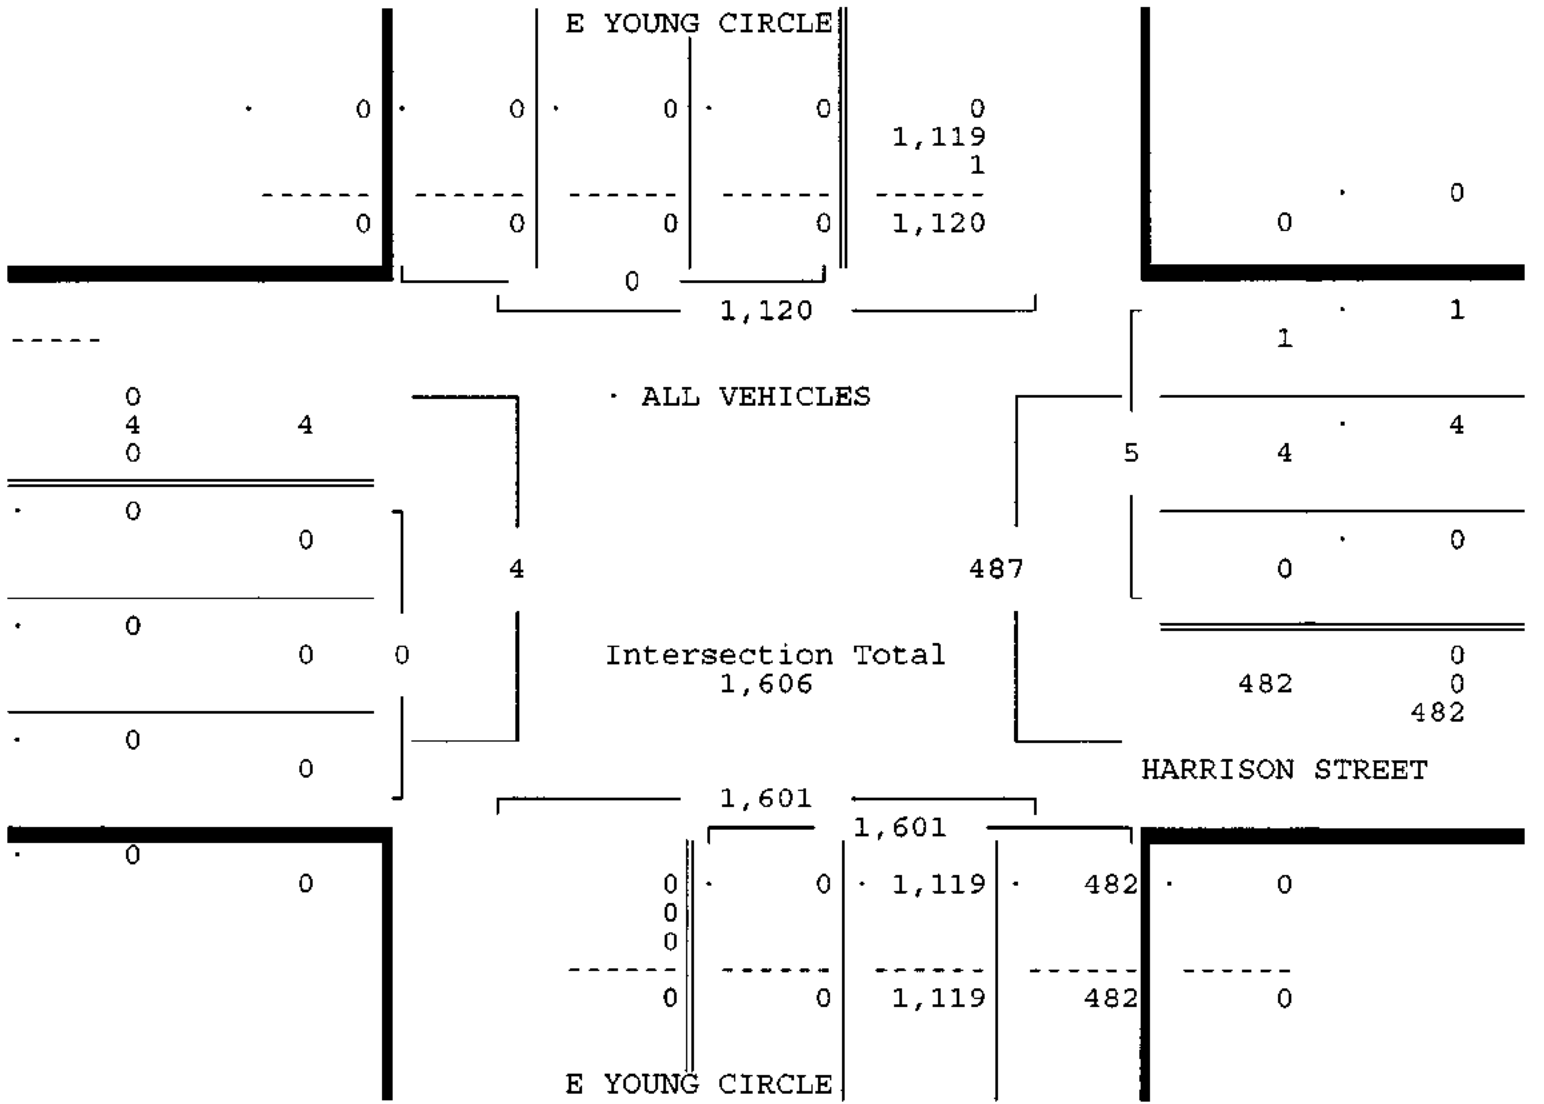 E YOUNG CIRCLE
· 0 · 0 · 0 · 0 0
1,119
1
------ ------ ------ ------ ------ · 0
0 0 0 0 1,120 0
0
1,120 · 1
----- 1
0 · ALL VEHICLES
4 4 · 4
0 5 4
· 0
0 · 0
4 487 0
· 0
0 0 Intersection Total 0
1,606 482 0
482
· 0
0 HARRISON STREET
1,601
1,601
· 0
0 0 · 0 · 1,119 · 482 · 0
0
0
------ ------ ------ ------ ------
0 0 1,119 482 0
E YOUNG CIRCLE